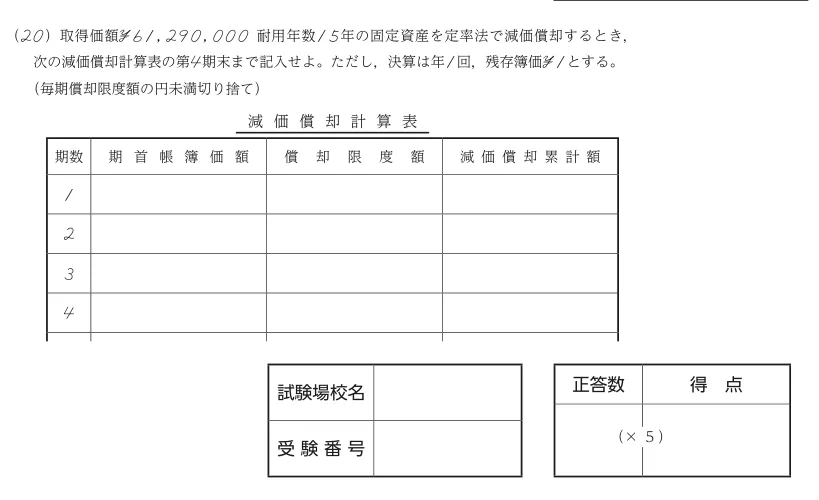 (20) 取得価額¥61,290,000 耐用年数15年の固定資産を定率法で減価償却するとき，
次の減価償却計算表の第4期末まで記入せよ。ただし，決算は年1回，残存簿価¥1とする。
（毎期償却限度額の円未満切り捨て）
減価償却計算表
期数 期首帳簿価額 償却限度額 減価償却累計額
1
2
3
4
試験場校名
受験番号
正答数 得点
(× 5)